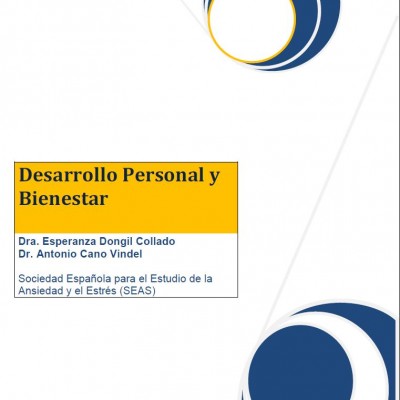 Desarrollo Personal y
Bienestar
Dra. Esperanza Dongil Collado
Dr. Antonio Cano Vindel
Sociedad Española para el Estudio de la
Ansiedad y el Estrés (SEAS)